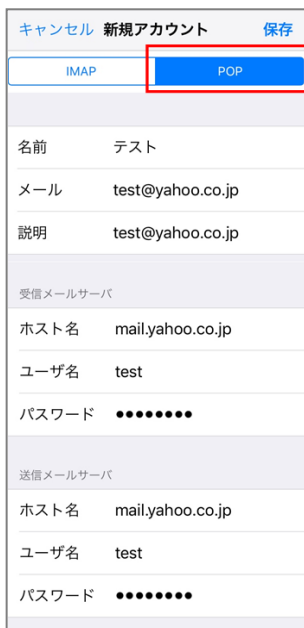 キャンセル 新規アカウント 保存
IMAP POP
名前 テスト
メール test@yahoo.co.jp
説明 test@yahoo.co.jp
受信メールサーバ
ホスト名 mail.yahoo.co.jp
ユーザ名 test
パスワード ●●●●●●●●
送信メールサーバ
ホスト名 mail.yahoo.co.jp
ユーザ名 test
パスワード ●●●●●●●●